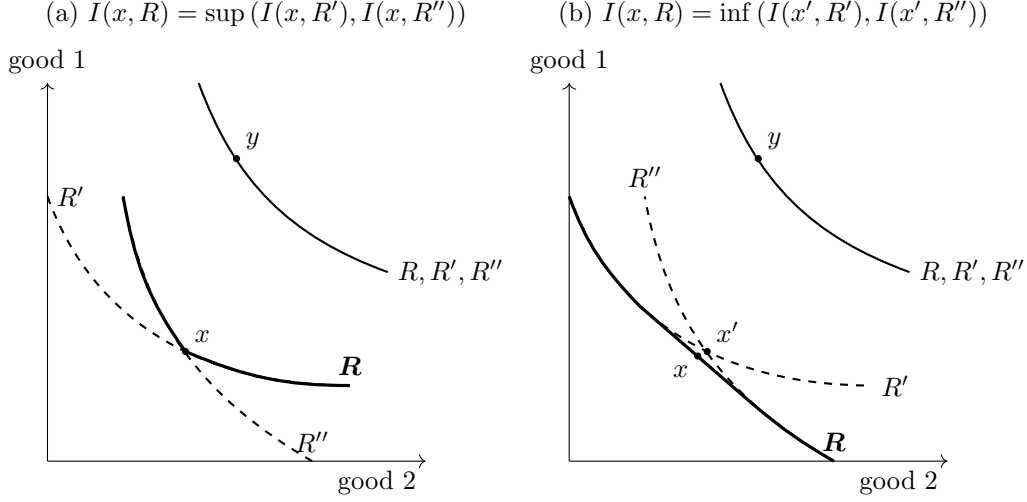 (a) I(x, R) = sup (I(x, R′), I(x, R′′))
good 1
y
R′
R, R′, R′′
x
R
R′′
good 2
(b) I(x, R) = inf (I(x′, R′), I(x′, R′′))
good 1
y
R′′
R, R′, R′′
x′
x
R′
R
good 2